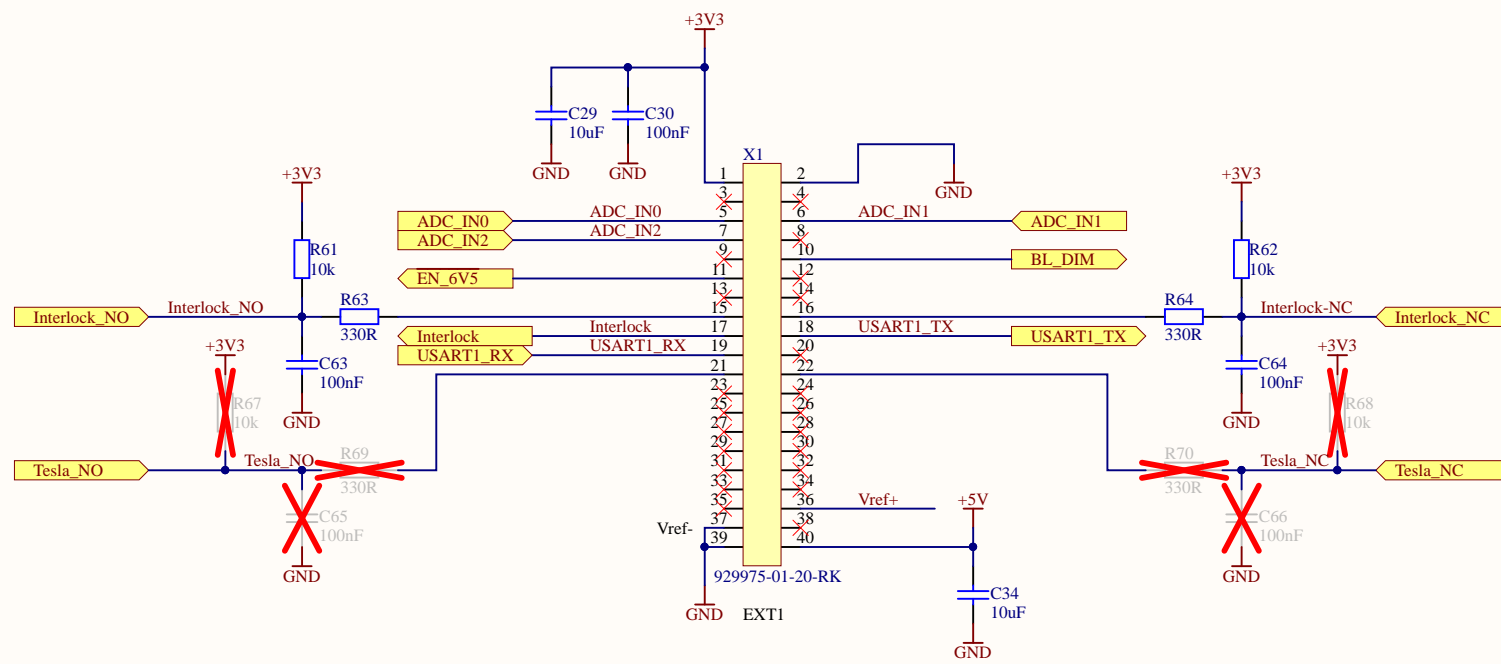 +3V3
C29
10uF
C30
100nF
GND
GND
X1
GND
1
2
3
4
5
6
7
8
9
10
11
12
13
14
15
16
17
18
19
20
21
22
23
24
25
26
27
28
29
30
31
32
33
34
35
36
37
38
39
40
+3V3
R61
10k
ADC_IN0
ADC_IN0
ADC_IN2
ADC_IN2
EN_6V5
ADC_IN1
ADC_IN1
BL_DIM
+3V3
R62
10k
Interlock_NO
Interlock_NO
R63
330R
Interlock
Interlock
USART1_RX
USART1_RX
C63
100nF
GND
USART1_TX
USART1_TX
R64
330R
Interlock-NC
Interlock_NC
C64
100nF
GND
+3V3
R67
10k
Tesla_NO
Tesla_NO
R69
330R
C65
100nF
GND
+3V3
R68
10k
R70
330R
Tesla_NC
Tesla_NC
C66
100nF
GND
Vref-
Vref+
+5V
GND
929975-01-20-RK
EXT1
C34
10uF
GND